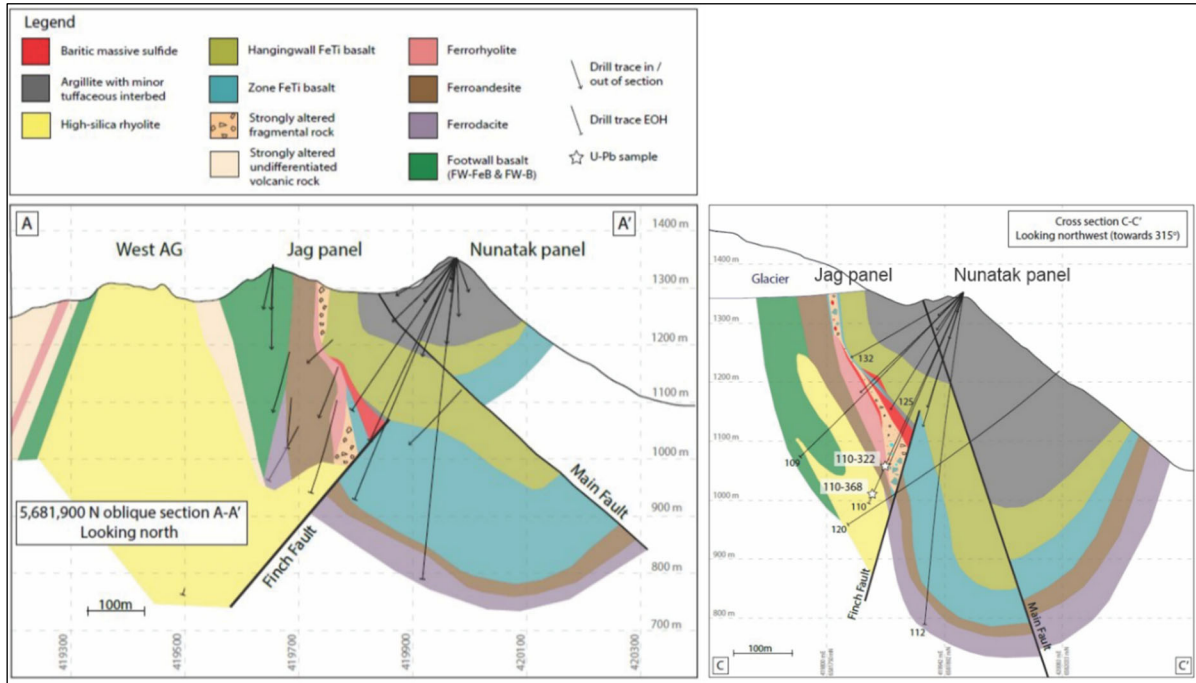 Legend
Baritic massive sulfide
Argillite with minor
tuffaceous interbed
High-silica rhyolite
Hangingwall FeTi basalt
Zone FeTi basalt
Strongly altered
fragmental rock
Strongly altered
undifferentiated
volcanic rock
Ferrorhyolite
Ferroandesite
Ferrodacite
Footwall basalt
(FW-FeB & FW-B)
Drill trace in /
out of section
Drill trace EOH
U-Pb sample
A
A'
West AG
Jag panel
Nunatak panel
1400 m
1300 m
1200 m
1100 m
1000 m
900 m
800 m
700 m
5,681,900 N oblique section A-A'
Looking north
Finch Fault
Main Fault
100m
419300
419500
419700
419900
420100
420300
Cross section C-C'
Looking northwest (towards 315º)
Glacier
Jag panel
Nunatak panel
1400 m
1300 m
1200 m
1100 m
1000 m
900 m
800 m
132
125
109
110-322
110-368
110
120
112
Finch Fault
Main Fault
100m
C
C'